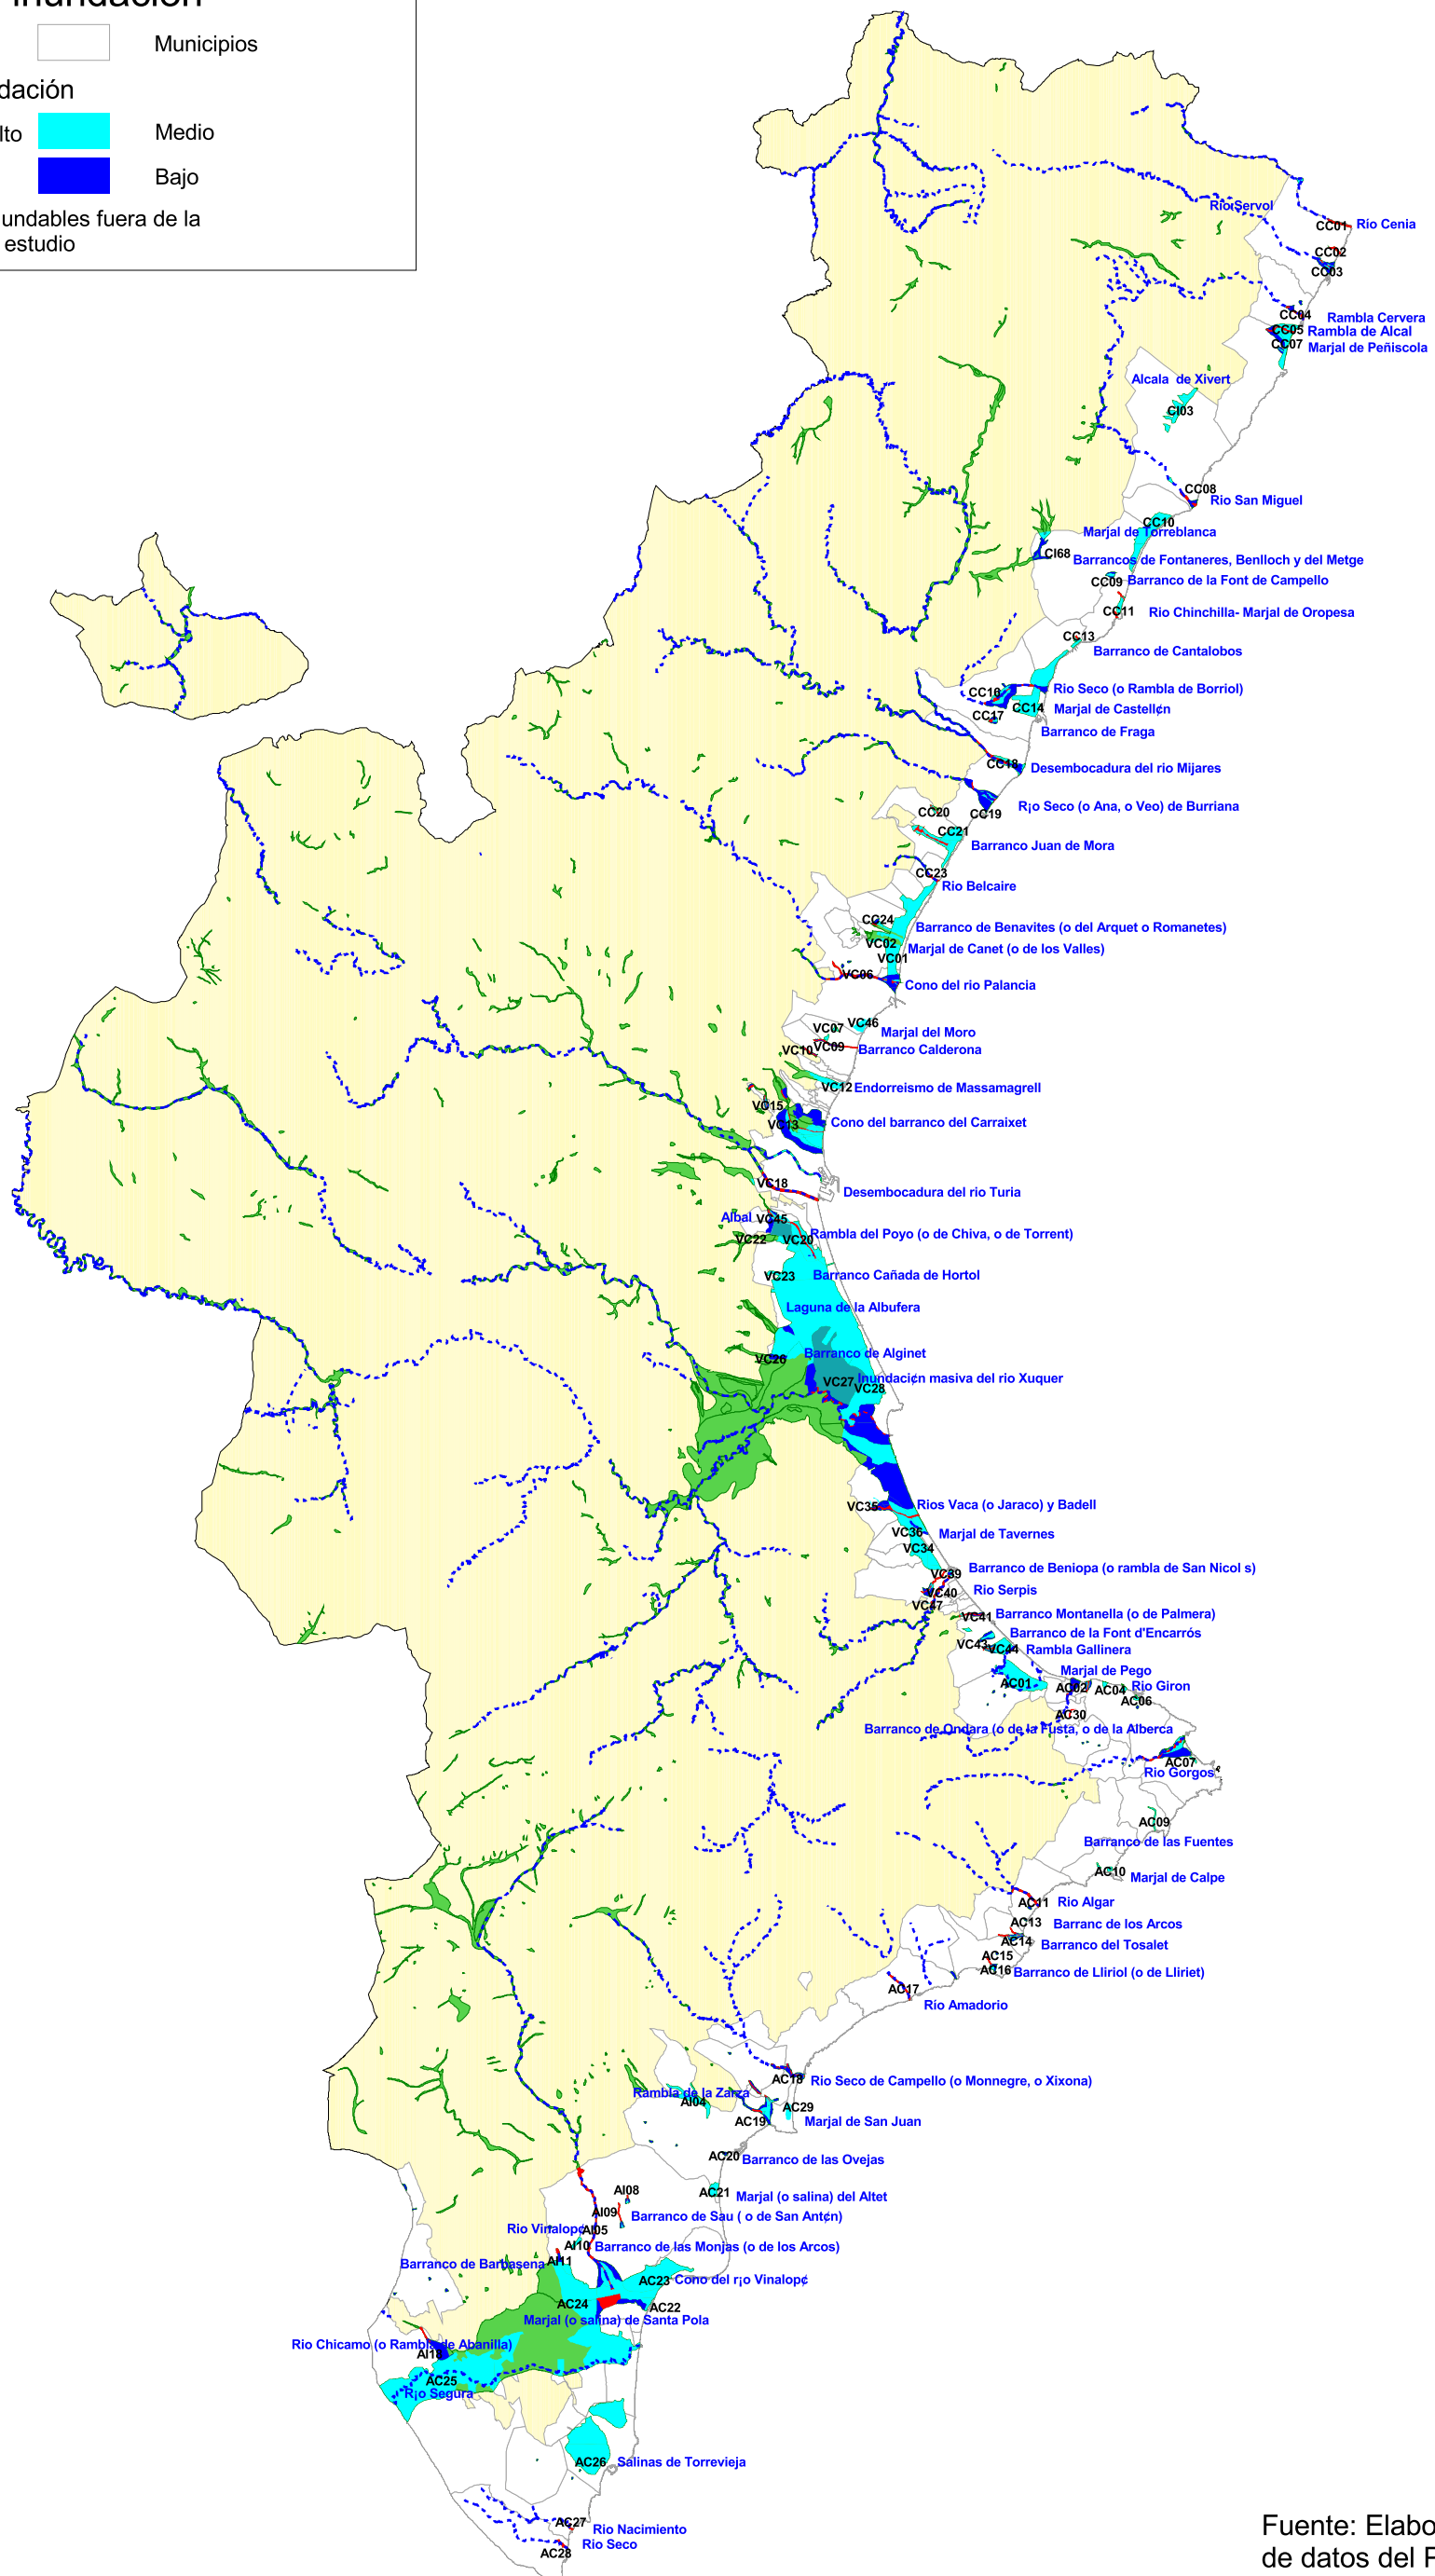 inundación
Municipios
dación
lto
Medio
Bajo
undables fuera de la
estudio
RíoServol
CC01
Río Cenia
CC02
CC03
CC04
Rambla Cervera
CC05
Rambla de Alcal
CC07
Marjal de Peñiscola
Alcala de Xivert
CI03
CC08
Rio San Miguel
CC10
Marjal de Torreblanca
CI68
Barrancos de Fontaneres, Benlloch y del Metge
CC09
Barranco de la Font de Campello
CC11
Rio Chinchilla- Marjal de Oropesa
CC13
Barranco de Cantalobos
CC16
Rio Seco (o Rambla de Borriol)
CC17
CC14
Marjal de Castell¢n
Barranco de Fraga
CC18
Desembocadura del rio Mijares
R¡o Seco (o Ana, o Veo) de Burriana
CC20
CC19
CC21
Barranco Juan de Mora
CC23
Rio Belcaire
CC24
Barranco de Benavites (o del Arquet o Romanetes)
VC02
Marjal de Canet (o de los Valles)
VC01
VC06
Cono del rio Palancia
VC07
VC46
Marjal del Moro
VC10
VC09
Barranco Calderona
VC12
Endorreismo de Massamagrell
VC15
VC13
Cono del barranco del Carraixet
VC18
Desembocadura del rio Turia
Albal
VC45
VC22
VC20
Rambla del Poyo (o de Chiva, o de Torrent)
VC23
Barranco Cañada de Hortol
Laguna de la Albufera
VC26
Barranco de Alginet
VC27
Inundaci¢n masiva del rio Xuquer
VC28
VC35
Rios Vaca (o Jaraco) y Badell
VC36
Marjal de Tavernes
VC34
VC39
Barranco de Beniopa (o rambla de San Nicol s)
VC40
Rio Serpis
VC47
VC41
Barranco Montanella (o de Palmera)
Barranco de la Font d'Encarrós
VC43
VC44
Rambla Gallinera
AC01
Marjal de Pego
AC02
AC04
Rio Giron
AC06
AC30
Barranco de Ondara (o de la Fusta, o de la Alberca
AC07
Rio Gorgos
AC09
Barranco de las Fuentes
AC10
Marjal de Calpe
AC11
Rio Algar
AC13
Barranc de los Arcos
AC14
Barranco del Tosalet
AC15
AC16
Barranco de Lliriol (o de Lliriet)
AC17
Río Amadorio
AC18
Rio Seco de Campello (o Monnegre, o Xixona)
Rambla de la Zarza
AI04
AC29
AC19
Marjal de San Juan
AC20
Barranco de las Ovejas
AI08
AC21
Marjal (o salina) del Altet
AI09
Barranco de Sau ( o de San Ant¢n)
Rio Vinalop¢
AI05
AI10
Barranco de las Monjas (o de los Arcos)
Barranco de Barbasena
AI11
AC23
Cono del r¡o Vinalop¢
AC24
AC22
Marjal (o salina) de Santa Pola
Rio Chicamo (o Rambla de Abanilla)
AI18
AC25
R¡o Segura
AC26
Salinas de Torrevieja
AC27
Rio Nacimiento
Rio Seco
AC28
Fuente: Elabo
de datos del P